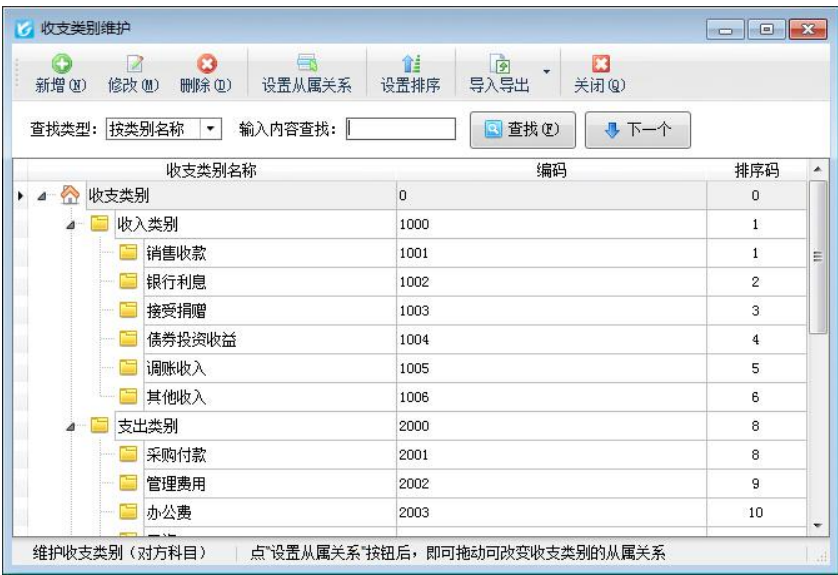 收支类别维护
新增(N) 修改(M) 删除(D) 设置从属关系 设置排序 导入导出 关闭(Q)
查找类型: 按类别名称 输入内容查找: 查找(F) 下一个
收支类别名称 编码 排序码
收支类别 0 0
收入类别 1000 1
销售收款 1001 1
银行利息 1002 2
接受捐赠 1003 3
债券投资收益 1004 4
调账收入 1005 5
其他收入 1006 6
支出类别 2000 8
采购付款 2001 8
管理费用 2002 9
办公费 2003 10
维护收支类别(对方科目) 点"设置从属关系"按钮后，即可拖动可改变收支类别的从属关系